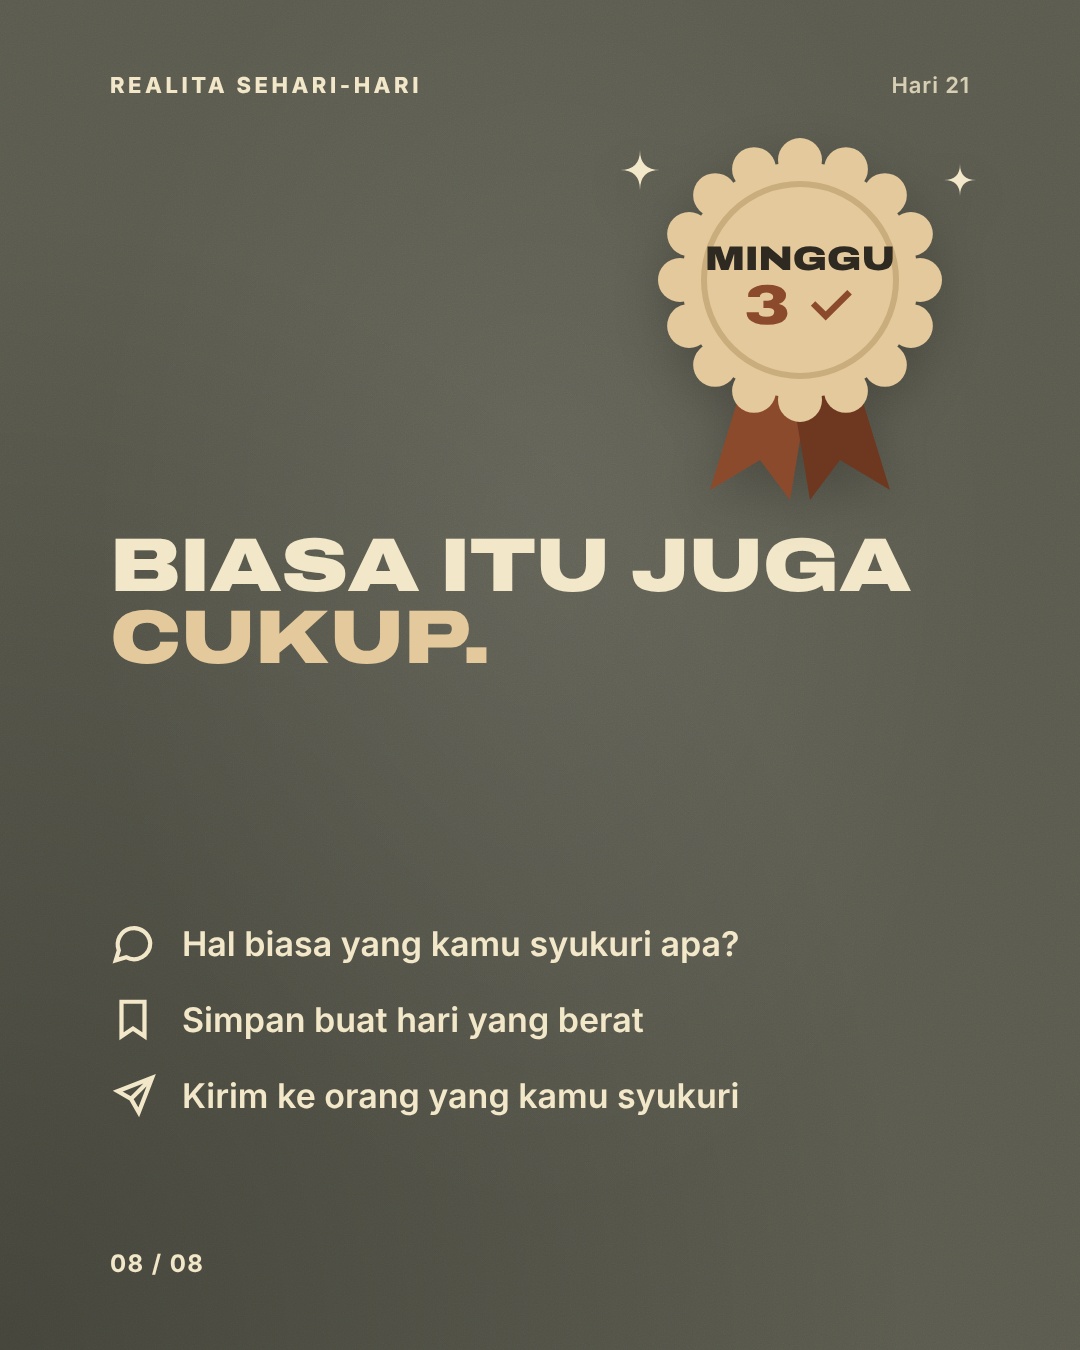 REALITA SEHARI-HARI
Hari 21
MINGGU
3 ✓
BIASA ITU JUGA
CUKUP.
Hal biasa yang kamu syukuri apa?
Simpan buat hari yang berat
Kirim ke orang yang kamu syukuri
08 / 08